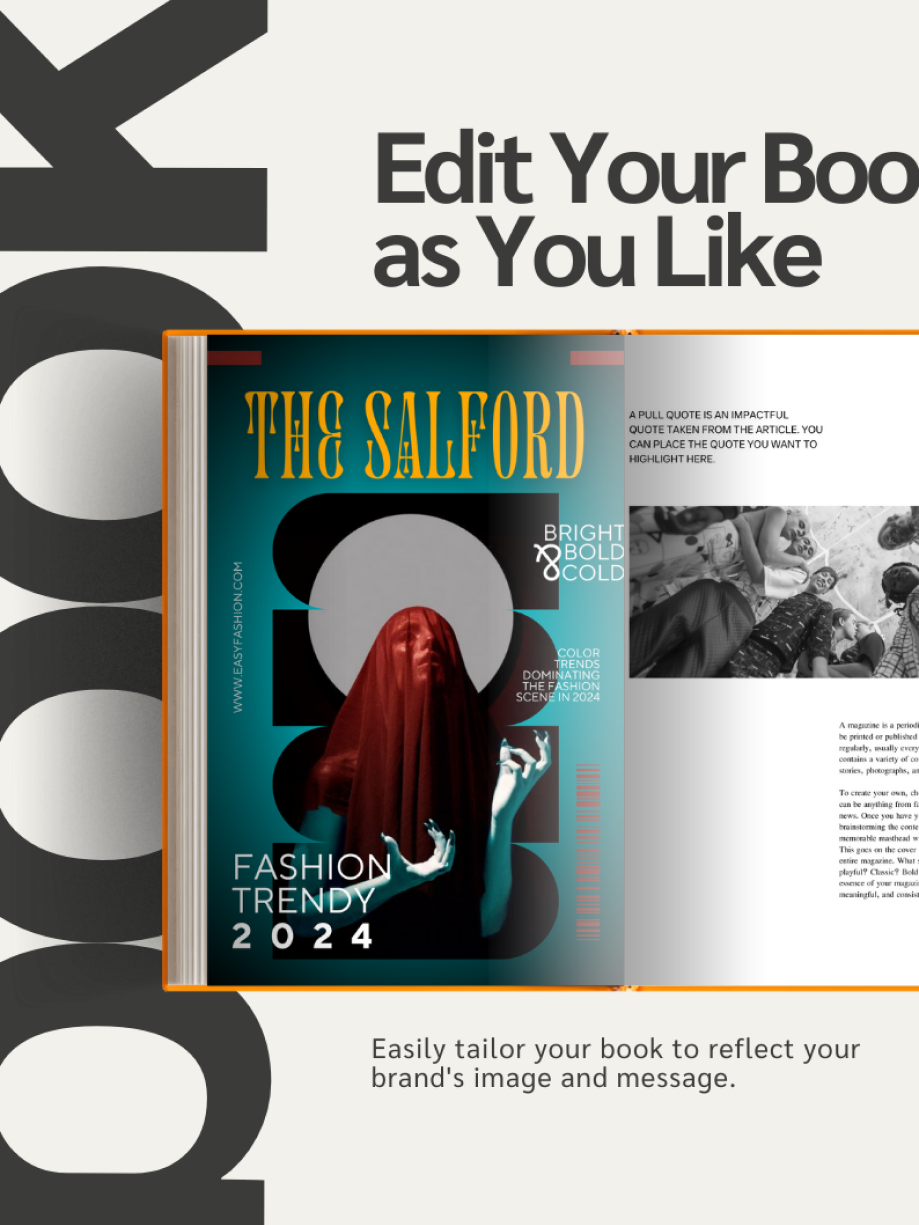 book
Edit Your Boo
as You Like
THE SALFORD
BRIGHT
&BOLD
COLD
WWW.EASYFASHION.COM
COLOR
TRENDS
DOMINATING
THE FASHION
SCENE IN 2024
FASHION
TRENDY
2024
A PULL QUOTE IS AN IMPACTFUL
QUOTE TAKEN FROM THE ARTICLE. YOU
CAN PLACE THE QUOTE YOU WANT TO
HIGHLIGHT HERE.
A magazine is a periodi
be printed or published
regularly, usually every
contains a variety of co
stories, photographs, an
To create your own, ch
can be anything from fa
news. Once you have y
brainstorming the conte
memorable masthead w
This goes on the cover
entire magazine. What s
playful? Classic? Bold
essence of your magazi
meaningful, and consist
Easily tailor your book to reflect your
brand's image and message.